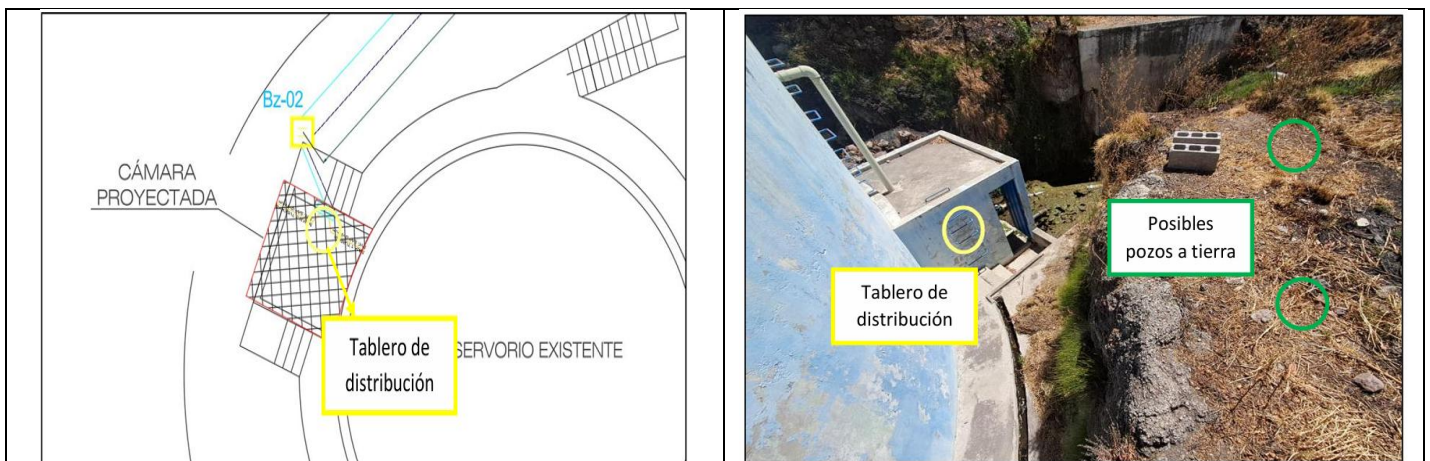 Bz-02
CÁMARA
PROYECTADA
Tablero de
distribución
SERVORIO EXISTENTE
Tablero de
distribución
Posibles
pozos a tierra